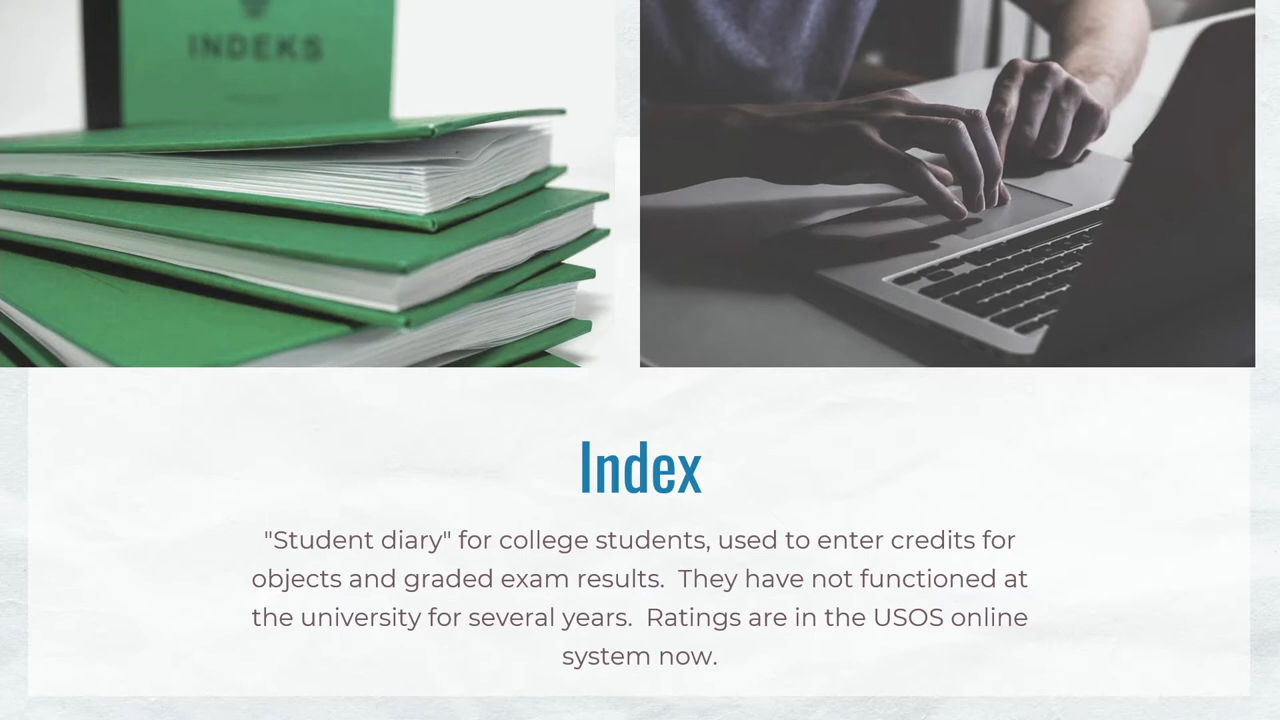 INDEKS
Index
"Student diary" for college students, used to enter credits for
objects and graded exam results.  They have not functioned at
the university for several years.  Ratings are in the USOS online
system now.